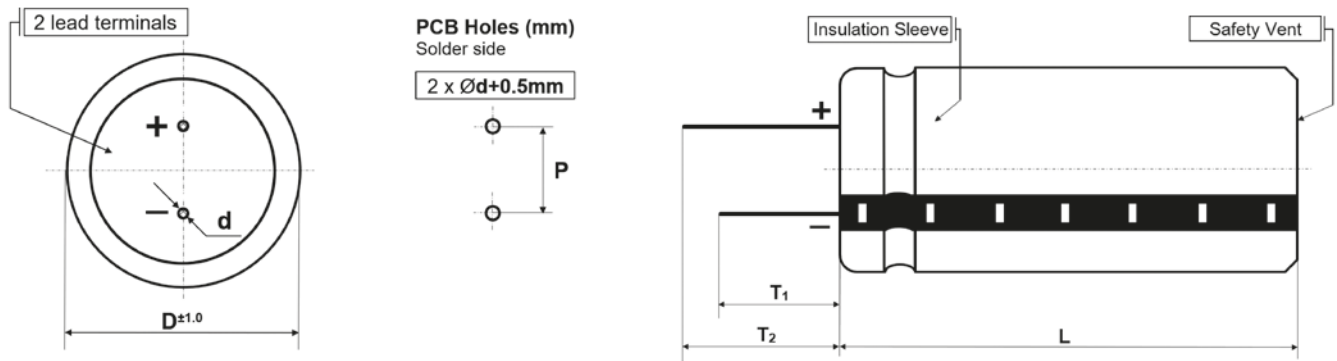 2 lead terminals
+
−
d
D±1.0
PCB Holes (mm)
Solder side
2 x Ød+0.5mm
P
Insulation Sleeve
Safety Vent
+
−
T₁
T₂
L